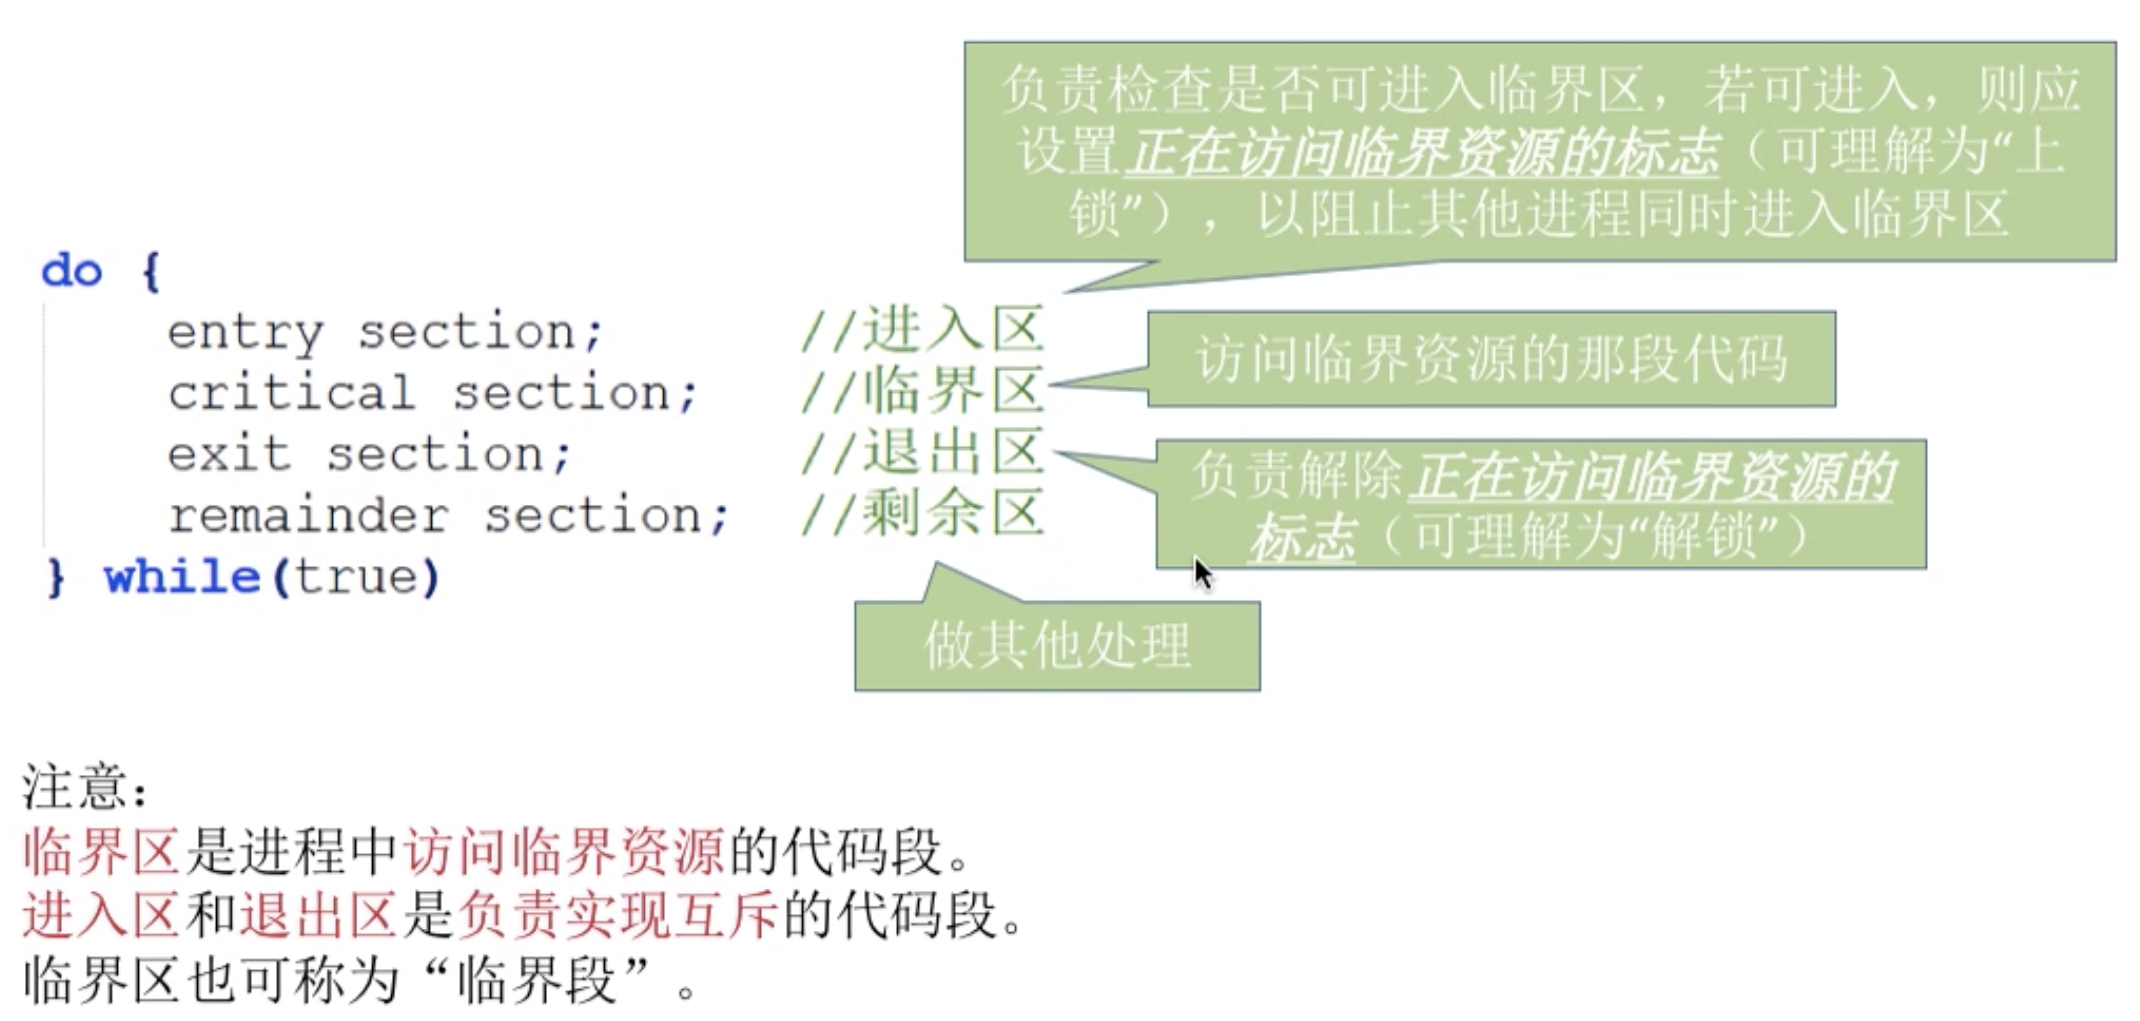 负责检查是否可进入临界区，若可进入，则应
设置正在访问临界资源的标志（可理解为“上
锁”），以阻止其他进程同时进入临界区
do {
entry section; //进入区
critical section; //临界区
exit section; //退出区
remainder section; //剩余区
} while(true)
访问临界资源的那段代码
负责解除正在访问临界资源的
标志（可理解为“解锁”）
做其他处理
注意：
临界区是进程中访问临界资源的代码段。
进入区和退出区是负责实现互斥的代码段。
临界区也可称为“临界段”。